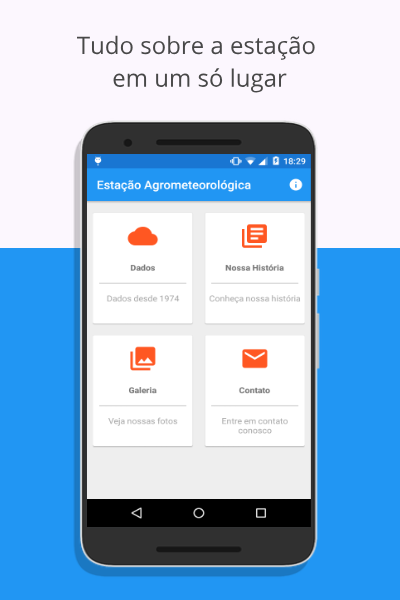 Tudo sobre a estação
em um só lugar
18:29
Estação Agrometeorológica
Dados
Dados desde 1974
Nossa História
Conheça nossa história
Galeria
Veja nossas fotos
Contato
Entre em contato
conosco